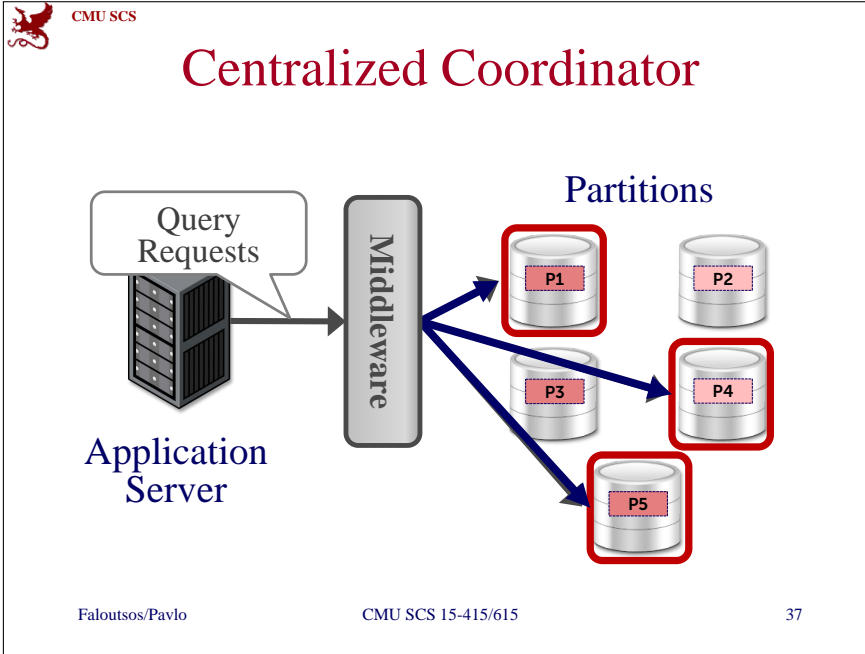 CMU SCS
Centralized Coordinator
Query
Requests
Application
Server
Middleware
Partitions
P1
P2
P3
P4
P5
Faloutsos/Pavlo
CMU SCS 15-415/615
37